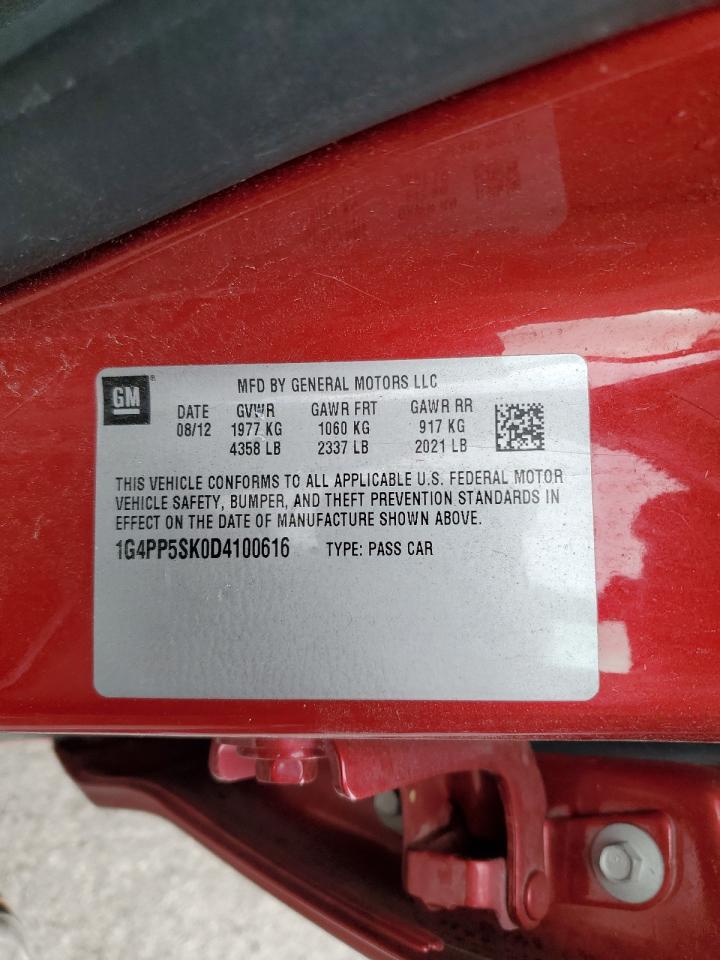 GM
MFD BY GENERAL MOTORS LLC
DATE GVWR GAWR FRT GAWR RR
08/12 1977 KG 1060 KG 917 KG
4358 LB 2337 LB 2021 LB
THIS VEHICLE CONFORMS TO ALL APPLICABLE U.S. FEDERAL MOTOR
VEHICLE SAFETY, BUMPER, AND THEFT PREVENTION STANDARDS IN
EFFECT ON THE DATE OF MANUFACTURE SHOWN ABOVE.
1G4PP5SK0D4100616 TYPE: PASS CAR